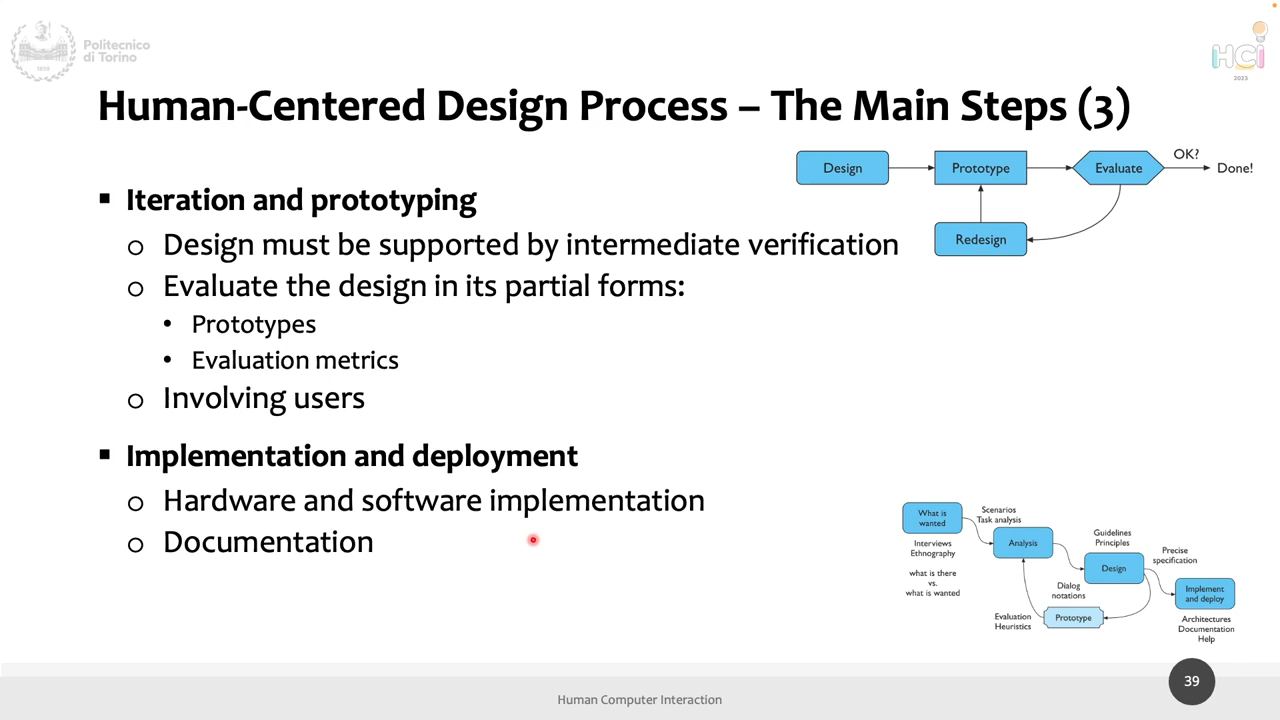 Politecnico
di Torino
1859
HCI
2023
Human-Centered Design Process – The Main Steps (3)
▪ Iteration and prototyping
o Design must be supported by intermediate verification
o Evaluate the design in its partial forms:
• Prototypes
• Evaluation metrics
o Involving users
▪ Implementation and deployment
o Hardware and software implementation
o Documentation
Design
Prototype
Evaluate
OK?
Done!
Redesign
What is
wanted
Interviews
Ethnography
what is there
vs.
what is wanted
Scenarios
Task analysis
Analysis
Guidelines
Principles
Design
Dialog
notations
Precise
specification
Implement
and deploy
Architectures
Documentation
Help
Prototype
Evaluation
Heuristics
Human Computer Interaction
39